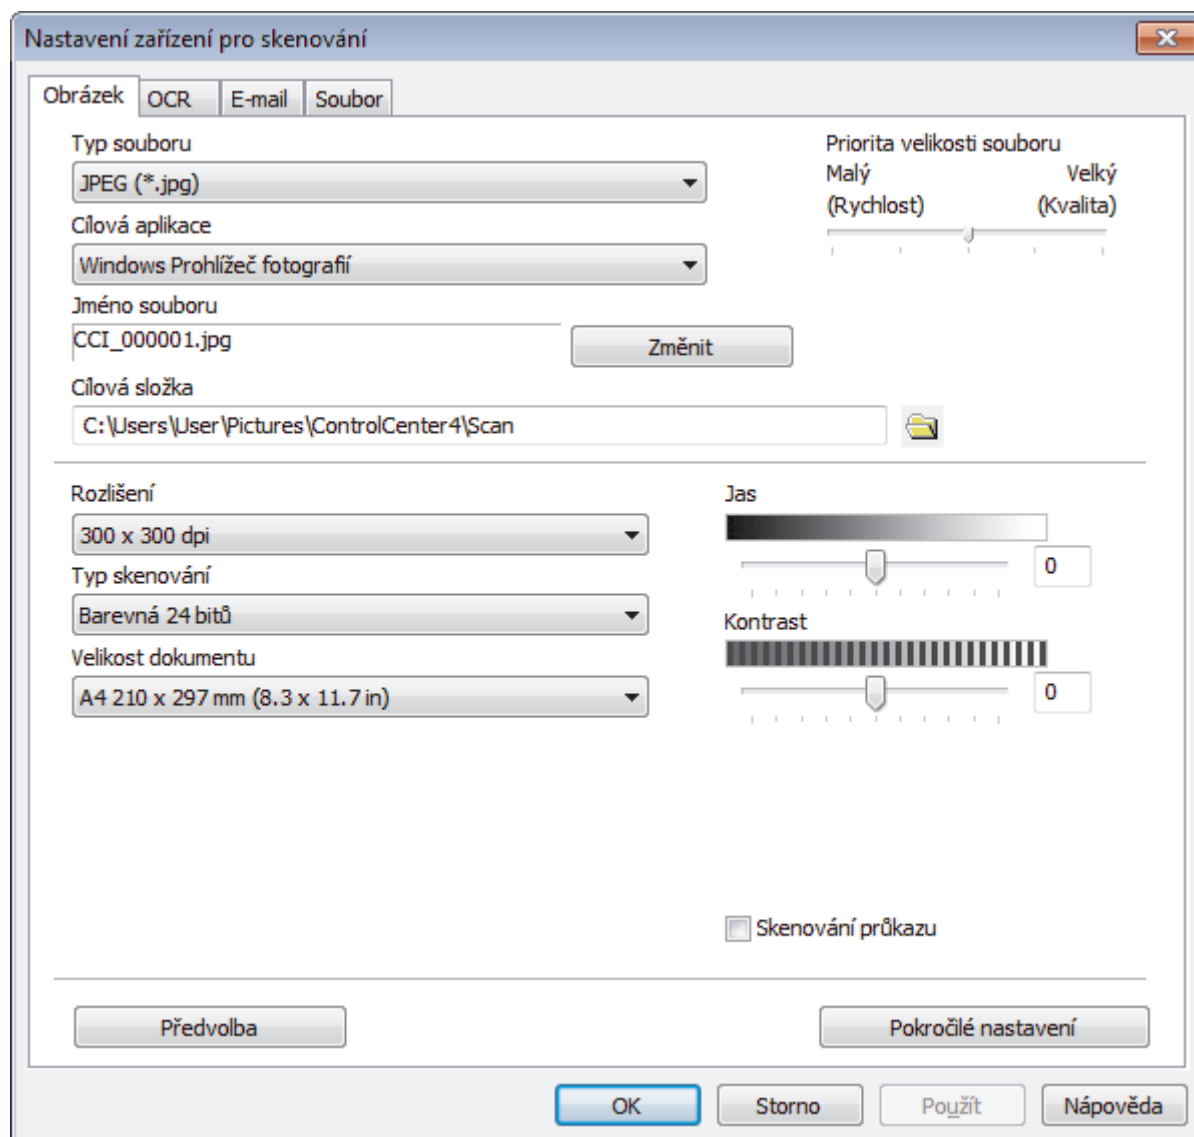 Nastavení zařízení pro skenování
Obrázek OCR E-mail Soubor
Typ souboru
JPEG (*.jpg)
Cílová aplikace
Windows Prohlížeč fotografií
Jméno souboru
CCI_000001.jpg
Změnit
Cílová složka
C:\Users\User\Pictures\ControlCenter4\Scan
Priorita velikosti souboru
Malý Velký
(Rychlost) (Kvalita)
Rozlišení
300 x 300 dpi
Typ skenování
Barevná 24 bitů
Velikost dokumentu
A4 210 x 297 mm (8.3 x 11.7 in)
Jas
0
Kontrast
0
Skenování průkazu
Předvolba
Pokročilé nastavení
OK Storno Použít Nápověda